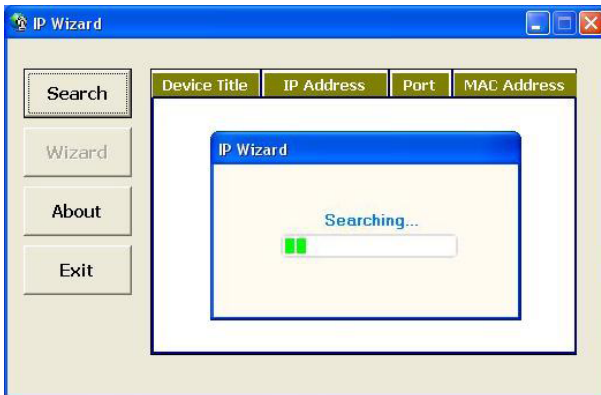 IP Wizard
Search
Wizard
About
Exit
Device Title IP Address Port MAC Address
IP Wizard
Searching...